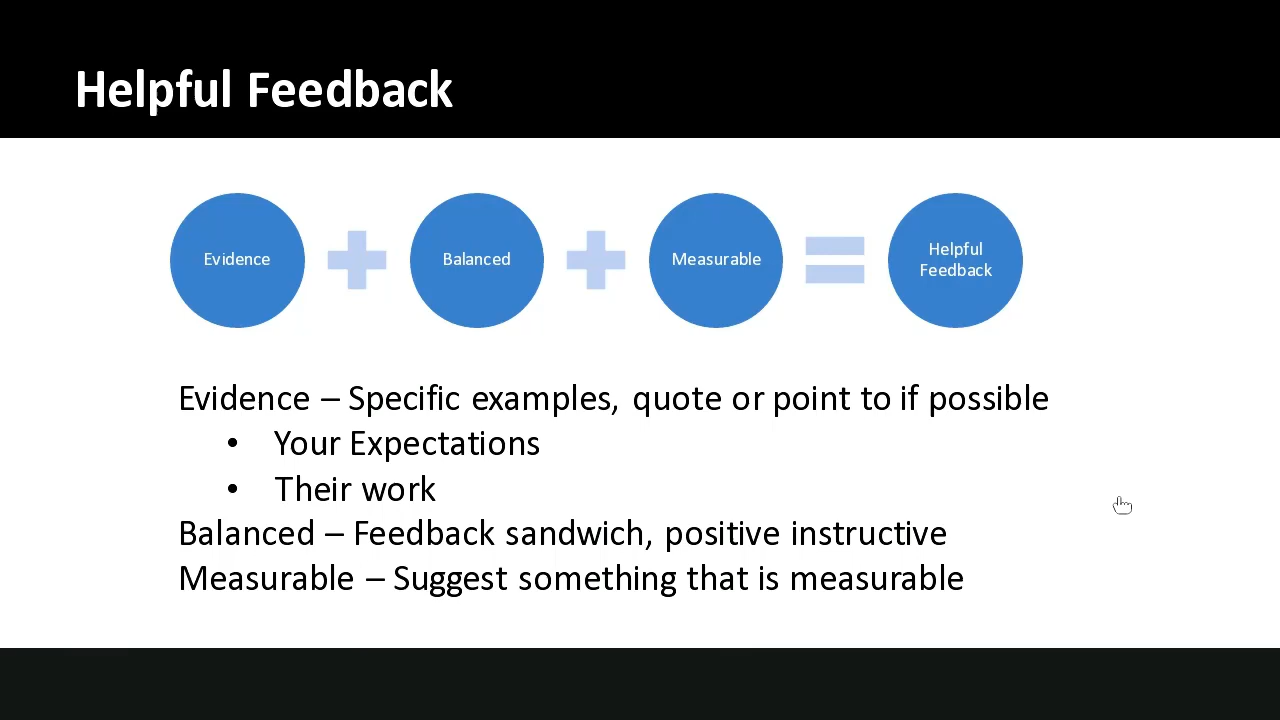 Helpful Feedback
Evidence
Balanced
Measurable
Helpful
Feedback
Evidence – Specific examples, quote or point to if possible
• Your Expectations
• Their work
Balanced – Feedback sandwich, positive instructive
Measurable – Suggest something that is measurable